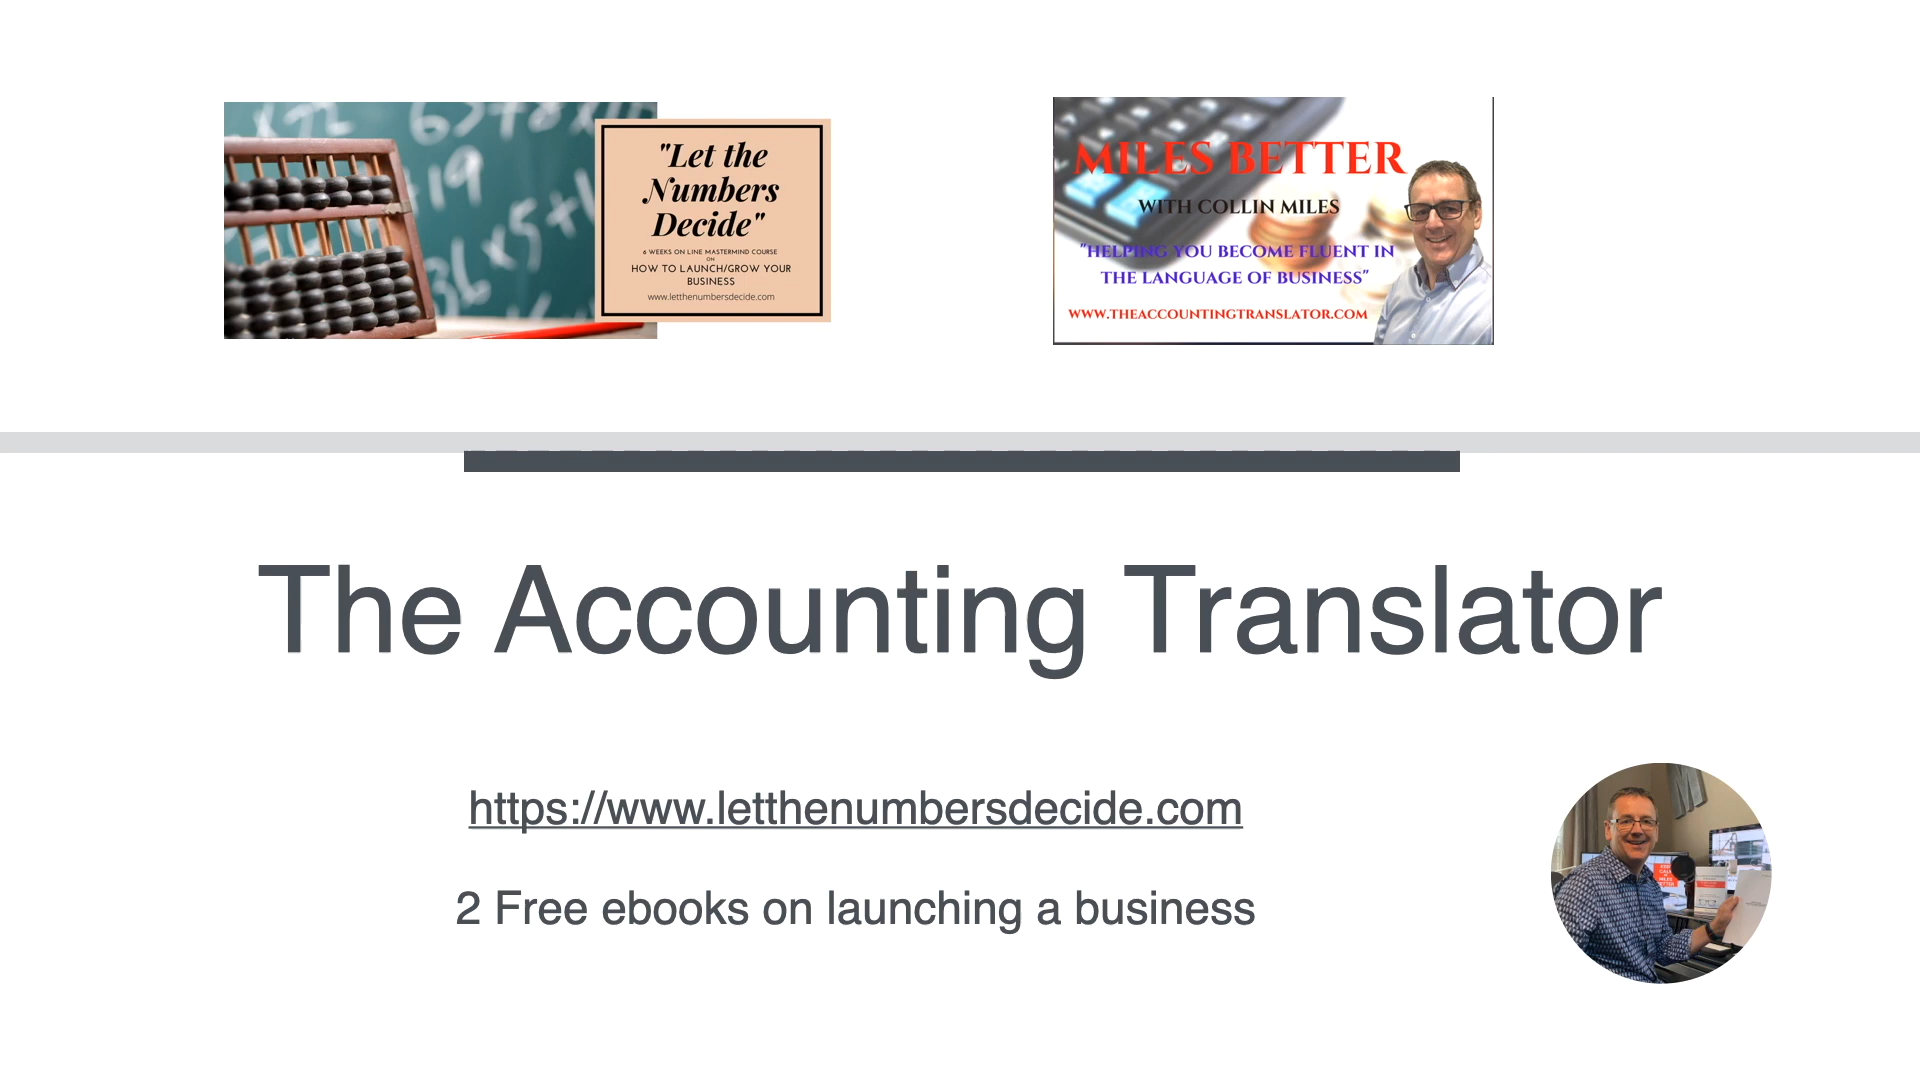 "Let the
Numbers
Decide"
6 WEEKS ON LINE MASTERMIND COURSE
ON
HOW TO LAUNCH/GROW YOUR
BUSINESS
www.letthenumbersdecide.com
MILES BETTER
WITH COLLIN MILES
"HELPING YOU BECOME FLUENT IN
THE LANGUAGE OF BUSINESS"
WWW.THEACCOUNTINGTRANSLATOR.COM
The Accounting Translator
https://www.letthenumbersdecide.com
2 Free ebooks on launching a business